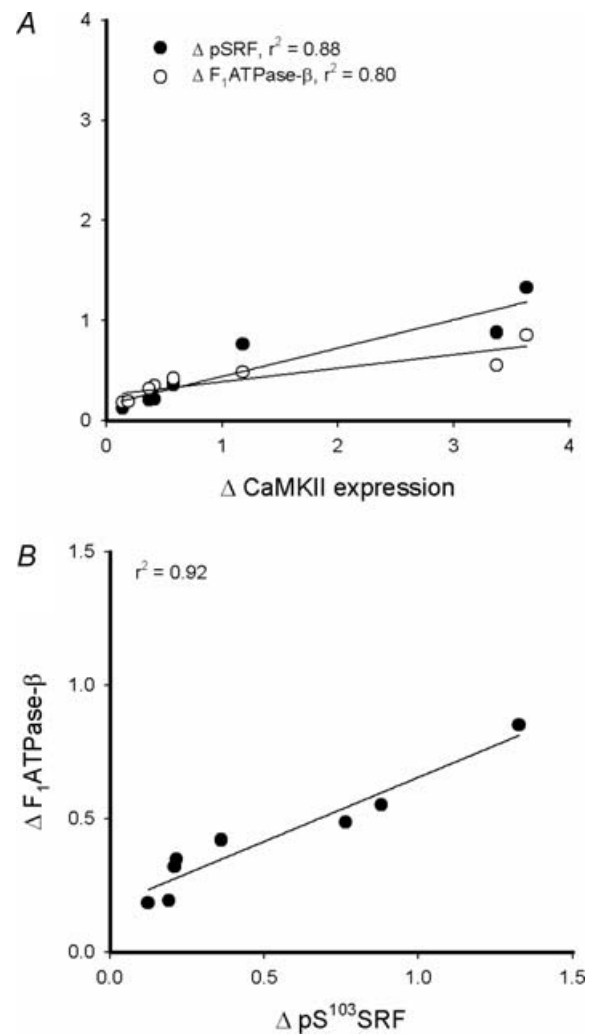 A
Δ pSRF, r² = 0.88
Δ F₁ATPase-β, r² = 0.80
4
3
2
1
0
0 1 2 3 4
Δ CaMKII expression
B
r² = 0.92
1.5
1.0
0.5
0.0
Δ F₁ATPase-β
0.0 0.5 1.0 1.5
Δ pS¹⁰³SRF